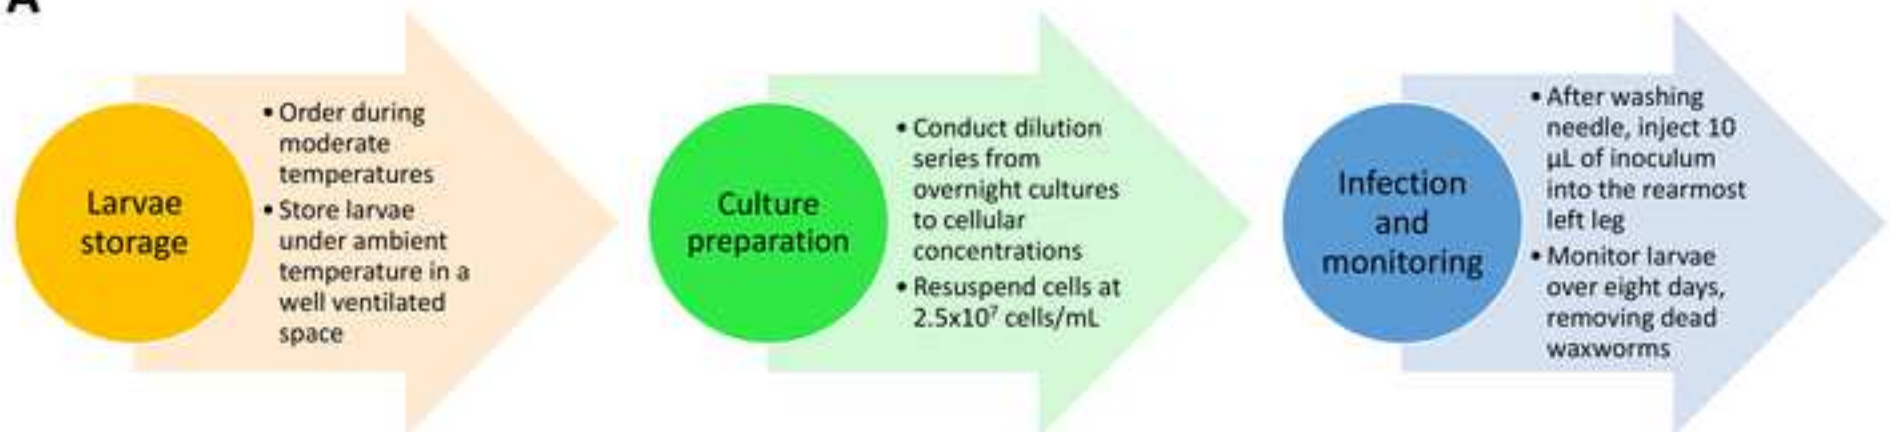 A
Larvae
storage
• Order during
moderate
temperatures
• Store larvae
under ambient
temperature in a
well ventilated
space
Culture
preparation
• Conduct dilution
series from
overnight cultures
to cellular
concentrations
• Resuspend cells at
2.5x10⁷ cells/mL
Infection
and
monitoring
• After washing
needle, inject 10
µL of inoculum
into the rearmost
left leg
• Monitor larvae
over eight days,
removing dead
waxworms